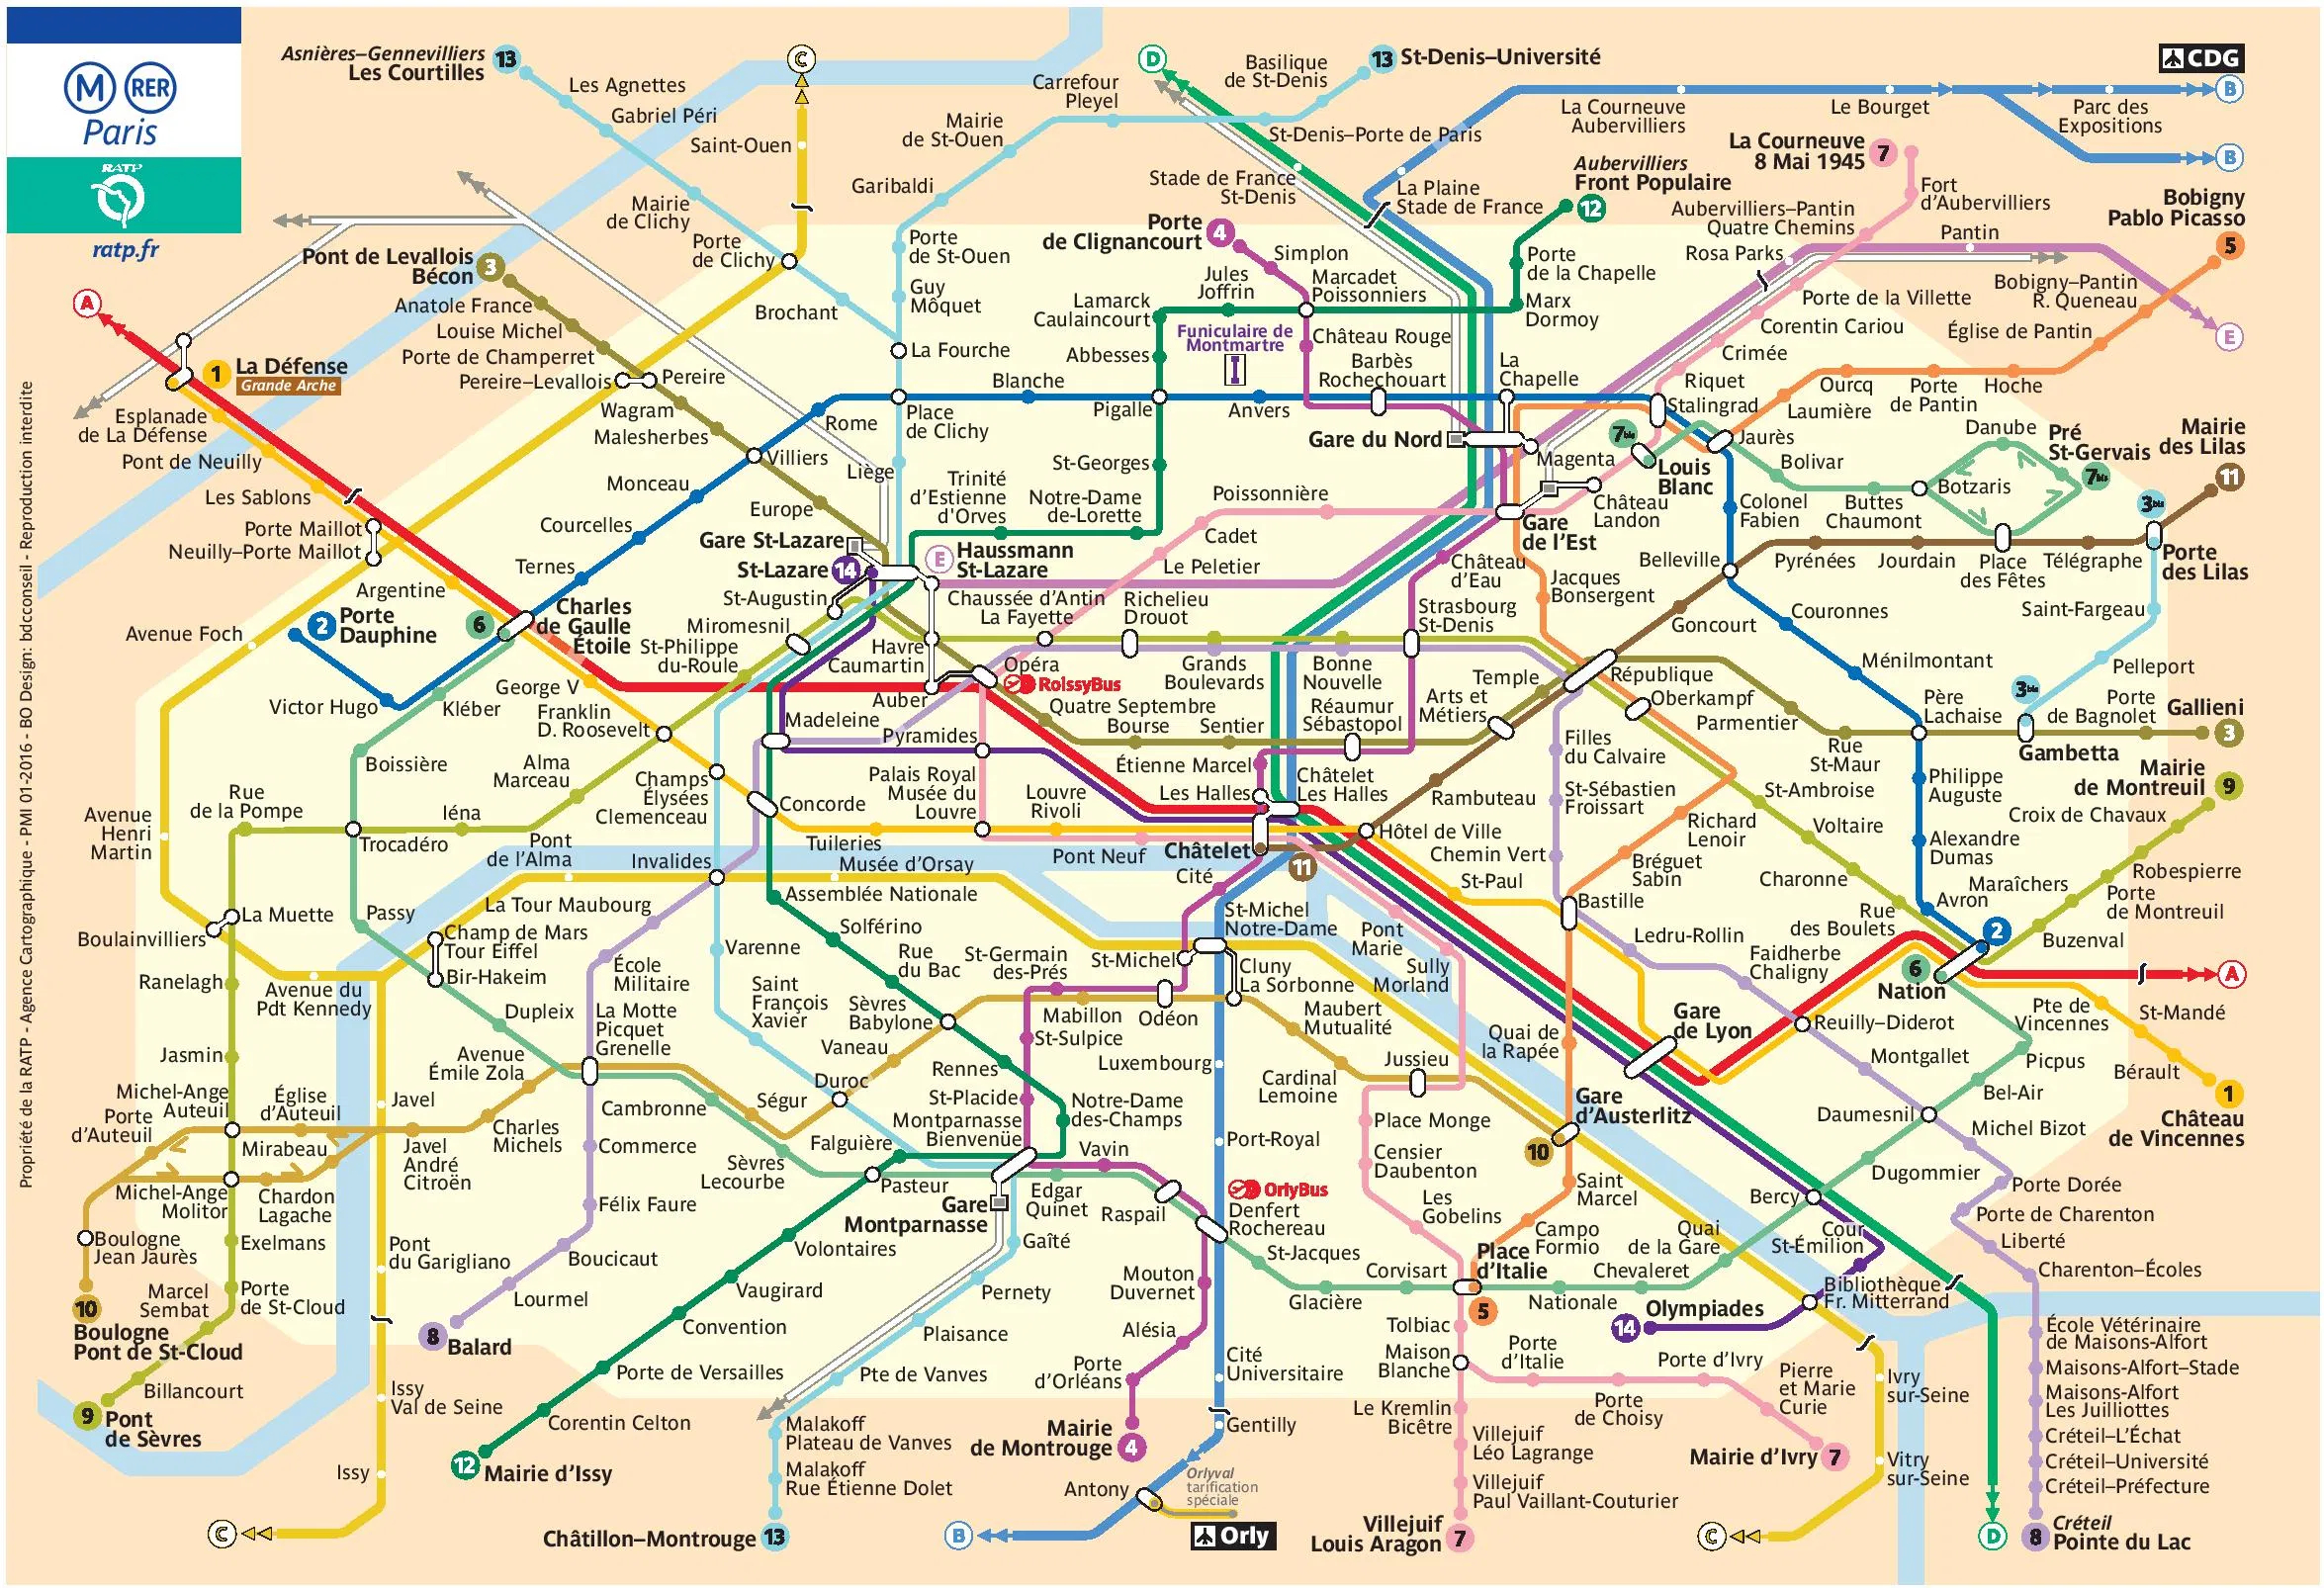 M RER
Paris
RATP
ratp.fr
Propriété de la RATP - Agence Cartographique - PMI 01-2016 - BO Design: bdcconseil - Reproduction interdite
Asnières–Gennevilliers
Les Courtilles
13
Les Agnettes
Gabriel Péri
Mairie
de Clichy
Porte
de Clichy
Brochant
C
Saint-Ouen
D
Basilique
de St-Denis
13
St-Denis–Université
Carrefour
Pleyel
Mairie
de St-Ouen
Garibaldi
Porte
de St-Ouen
Guy
Môquet
La Fourche
St-Denis–Porte de Paris
Stade de France
St-Denis
La Plaine
Stade de France
La Courneuve
Aubervilliers
Le Bourget
Parc des
Expositions
CDG
B
B
La Courneuve
8 Mai 1945
7
Fort
d'Aubervilliers
Aubervilliers–Pantin
Quatre Chemins
Rosa Parks
Pantin
Aubervilliers
Front Populaire
12
Porte
de la Chapelle
Marx
Dormoy
Porte
de Clignancourt
4
Simplon
Jules
Joffrin
Marcadet
Poissonniers
Lamarck
Caulaincourt
Funiculaire de
Montmartre
Château Rouge
Abbesses
Barbès
Rochechouart
La
Chapelle
Bobigny
Pablo Picasso
5
Bobigny–Pantin
R. Queneau
Église de Pantin
E
Porte de la Villette
Corentin Cariou
Crimée
Riquet
Stalingrad
Ourcq
Laumière
Porte
de Pantin
Hoche
Pont de Levallois
Bécon
3
Anatole France
Louise Michel
Porte de Champerret
Pereire–Levallois
Pereire
Wagram
Malesherbes
Villiers
A
1
La Défense
Grande Arche
Esplanade
de La Défense
Pont de Neuilly
Les Sablons
Porte Maillot
Neuilly–Porte Maillot
Argentine
Blanche
Pigalle
Anvers
Rome
Place
de Clichy
Liège
Monceau
Courcelles
Ternes
Europe
St-Georges
Trinité
d'Estienne
d'Orves
Notre-Dame
de-Lorette
Gare du Nord
Magenta
7bis
Louis
Blanc
Jaurès
Bolivar
Danube
Pré
St-Gervais
7bis
Mairie
des Lilas
11
Botzaris
Buttes
Chaumont
Colonel
Fabien
Château
Landon
Gare
de l'Est
Poissonnière
Cadet
Le Peletier
Gare St-Lazare
St-Lazare
14
E
Haussmann
St-Lazare
St-Augustin
Chaussée d'Antin
La Fayette
Richelieu
Drouot
Château
d'Eau
Jacques
Bonsergent
Strasbourg
St-Denis
Belleville
Pyrénées
Jourdain
Place
des Fêtes
Télégraphe
3bis
Porte
des Lilas
Saint-Fargeau
Pelleport
Couronnes
Goncourt
Ménilmontant
Avenue Foch
2
Porte
Dauphine
Victor Hugo
6
Charles
de Gaulle
Étoile
Kléber
Boissière
George V
Franklin
D. Roosevelt
St-Philippe
du-Roule
Miromesnil
Havre
Caumartin
Auber
Opéra
RoissyBus
Grands
Boulevards
Bonne
Nouvelle
Quatre Septembre
Bourse
Sentier
Réaumur
Sébastopol
Arts et
Métiers
Temple
République
Oberkampf
Parmentier
Rue
St-Maur
Père
Lachaise
3bis
Gambetta
Porte
de Bagnolet
Gallieni
3
Madeleine
Pyramides
Palais Royal
Musée du
Louvre
Louvre
Rivoli
Étienne Marcel
Les Halles
Châtelet
Les Halles
Rambuteau
Filles
du Calvaire
St-Sébastien
Froissart
St-Ambroise
Voltaire
Richard
Lenoir
Bréguet
Sabin
Charonne
Chemin Vert
Hôtel de Ville
Philippe
Auguste
Alexandre
Dumas
Avron
Mairie
de Montreuil
9
Croix de Chavaux
Robespierre
Porte
de Montreuil
Maraîchers
Buzenval
Avenue
Henri
Martin
Rue
de la Pompe
Trocadéro
Iéna
Alma
Marceau
Pont
de l'Alma
Champs
Élysées
Clemenceau
Concorde
Tuileries
Invalides
Musée d'Orsay
Assemblée Nationale
Pont Neuf
Châtelet
11
Cité
St-Paul
Bastille
Ledru-Rollin
Rue
des Boulets
Faidherbe
Chaligny
2
6
Nation
A
St-Mandé
Pte de
Vincennes
Picpus
Bérault
1
Château
de Vincennes
La Muette
Boulainvilliers
Passy
Ranelagh
Avenue du
Pdt Kennedy
Champ de Mars
Tour Eiffel
Bir-Hakeim
La Tour Maubourg
École
Militaire
Dupleix
La Motte
Picquet
Grenelle
Varenne
Saint
François
Xavier
Solférino
Rue
du Bac
Sèvres
Babylone
Vaneau
St-Germain
des-Prés
Mabillon
Odéon
St-Sulpice
St-Michel
St-Michel
Notre-Dame
Cluny
La Sorbonne
Maubert
Mutualité
Cardinal
Lemoine
Jussieu
Pont
Marie
Sully
Morland
Quai de
la Rapée
Gare
de Lyon
Reuilly–Diderot
Montgallet
Bel-Air
Daumesnil
Michel Bizot
Dugommier
Porte Dorée
Porte de Charenton
Liberté
Charenton–Écoles
École Vétérinaire
de Maisons-Alfort
Maisons-Alfort–Stade
Maisons-Alfort
Les Juilliottes
Créteil–L'Échat
Créteil–Université
Créteil–Préfecture
8
Créteil
Pointe du Lac
Jasmin
Michel-Ange
Auteuil
Porte
d'Auteuil
Église
d'Auteuil
Mirabeau
Javel
Javel
André
Citroën
Michel-Ange
Molitor
Chardon
Lagache
Boulogne
Jean Jaurès
10
Boulogne
Pont de St-Cloud
Exelmans
Porte
de St-Cloud
Marcel
Sembat
Billancourt
9
Pont
de Sèvres
Avenue
Émile Zola
Charles
Michels
Commerce
Félix Faure
Boucicaut
Lourmel
8
Balard
Pont
du Garigliano
Issy
Val de Seine
Issy
C
Cambronne
Ségur
Duroc
Sèvres
Lecourbe
Falguière
Pasteur
Volontaires
Vaugirard
Convention
Porte de Versailles
Corentin Celton
12
Mairie d'Issy
Rennes
St-Placide
Notre-Dame
des-Champs
Montparnasse
Bienvenüe
Gare
Montparnasse
Edgar
Quinet
Vavin
Raspail
Gaîté
Pernety
Plaisance
Pte de Vanves
Malakoff
Plateau de Vanves
Malakoff
Rue Étienne Dolet
Châtillon–Montrouge
13
Luxembourg
Port-Royal
OrlyBus
Denfert
Rochereau
St-Jacques
Glacière
Corvisart
Mouton
Duvernet
Alésia
Porte
d'Orléans
Mairie
de Montrouge
4
Cité
Universitaire
Gentilly
Antony
Orlyval
tarification
spéciale
B
Orly
Place Monge
Censier
Daubenton
Les
Gobelins
Place
d'Italie
5
Campo
Formio
Saint
Marcel
Gare
d'Austerlitz
10
Nationale
Chevaleret
Quai
de la Gare
Bercy
Cour
St-Émilion
Bibliothèque
Fr. Mitterrand
14
Olympiades
Tolbiac
Maison
Blanche
Porte
d'Italie
Porte
de Choisy
Porte d'Ivry
Pierre
et Marie
Curie
Mairie d'Ivry
7
Le Kremlin
Bicêtre
Villejuif
Léo Lagrange
Villejuif
Paul Vaillant-Couturier
Villejuif
Louis Aragon
7
Ivry
sur-Seine
Vitry
sur-Seine
C
D